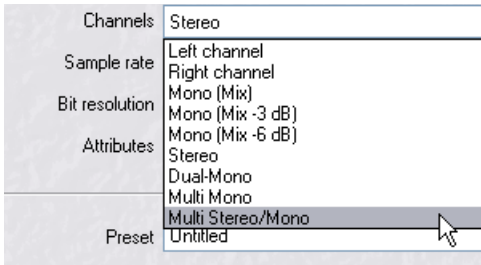 Channels Stereo
Left channel
Sample rate
Right channel
Mono (Mix)
Bit resolution
Mono (Mix -3 dB)
Mono (Mix -6 dB)
Attributes
Stereo
Dual-Mono
Multi Mono
Multi Stereo/Mono
Preset Untitled